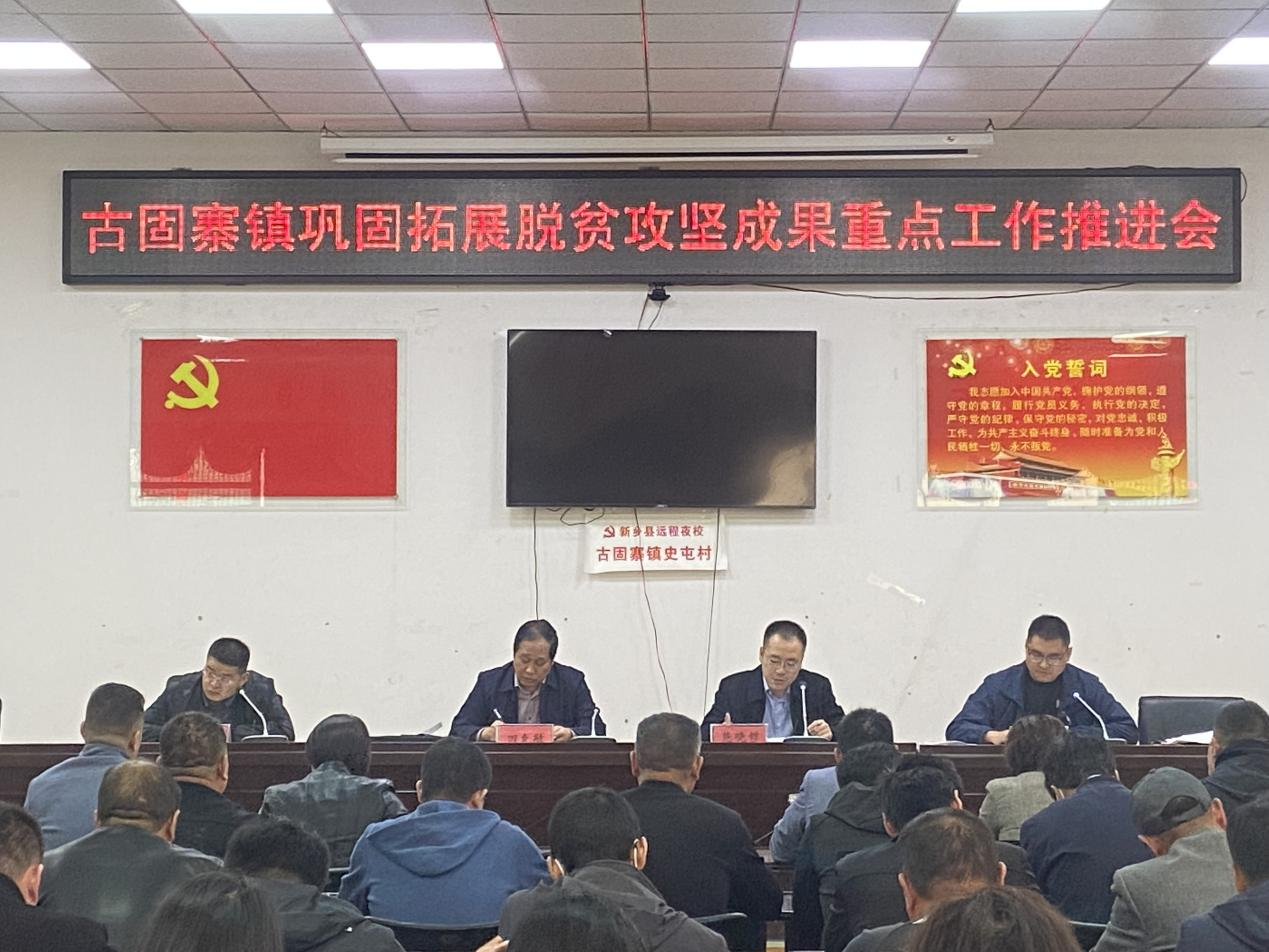 古固寨镇巩固拓展脱贫攻坚成果重点工作推进会
入党誓词
我志愿加入中国共产党，拥护党的纲领，遵
守党的章程，履行党员义务，执行党的决定，
严守党的纪律，保守党的秘密，对党忠诚，积极
工作，为共产主义奋斗终身，随时准备为党和人
民牺牲一切，永不叛党。
新乡县远程夜校
古固寨镇史屯村